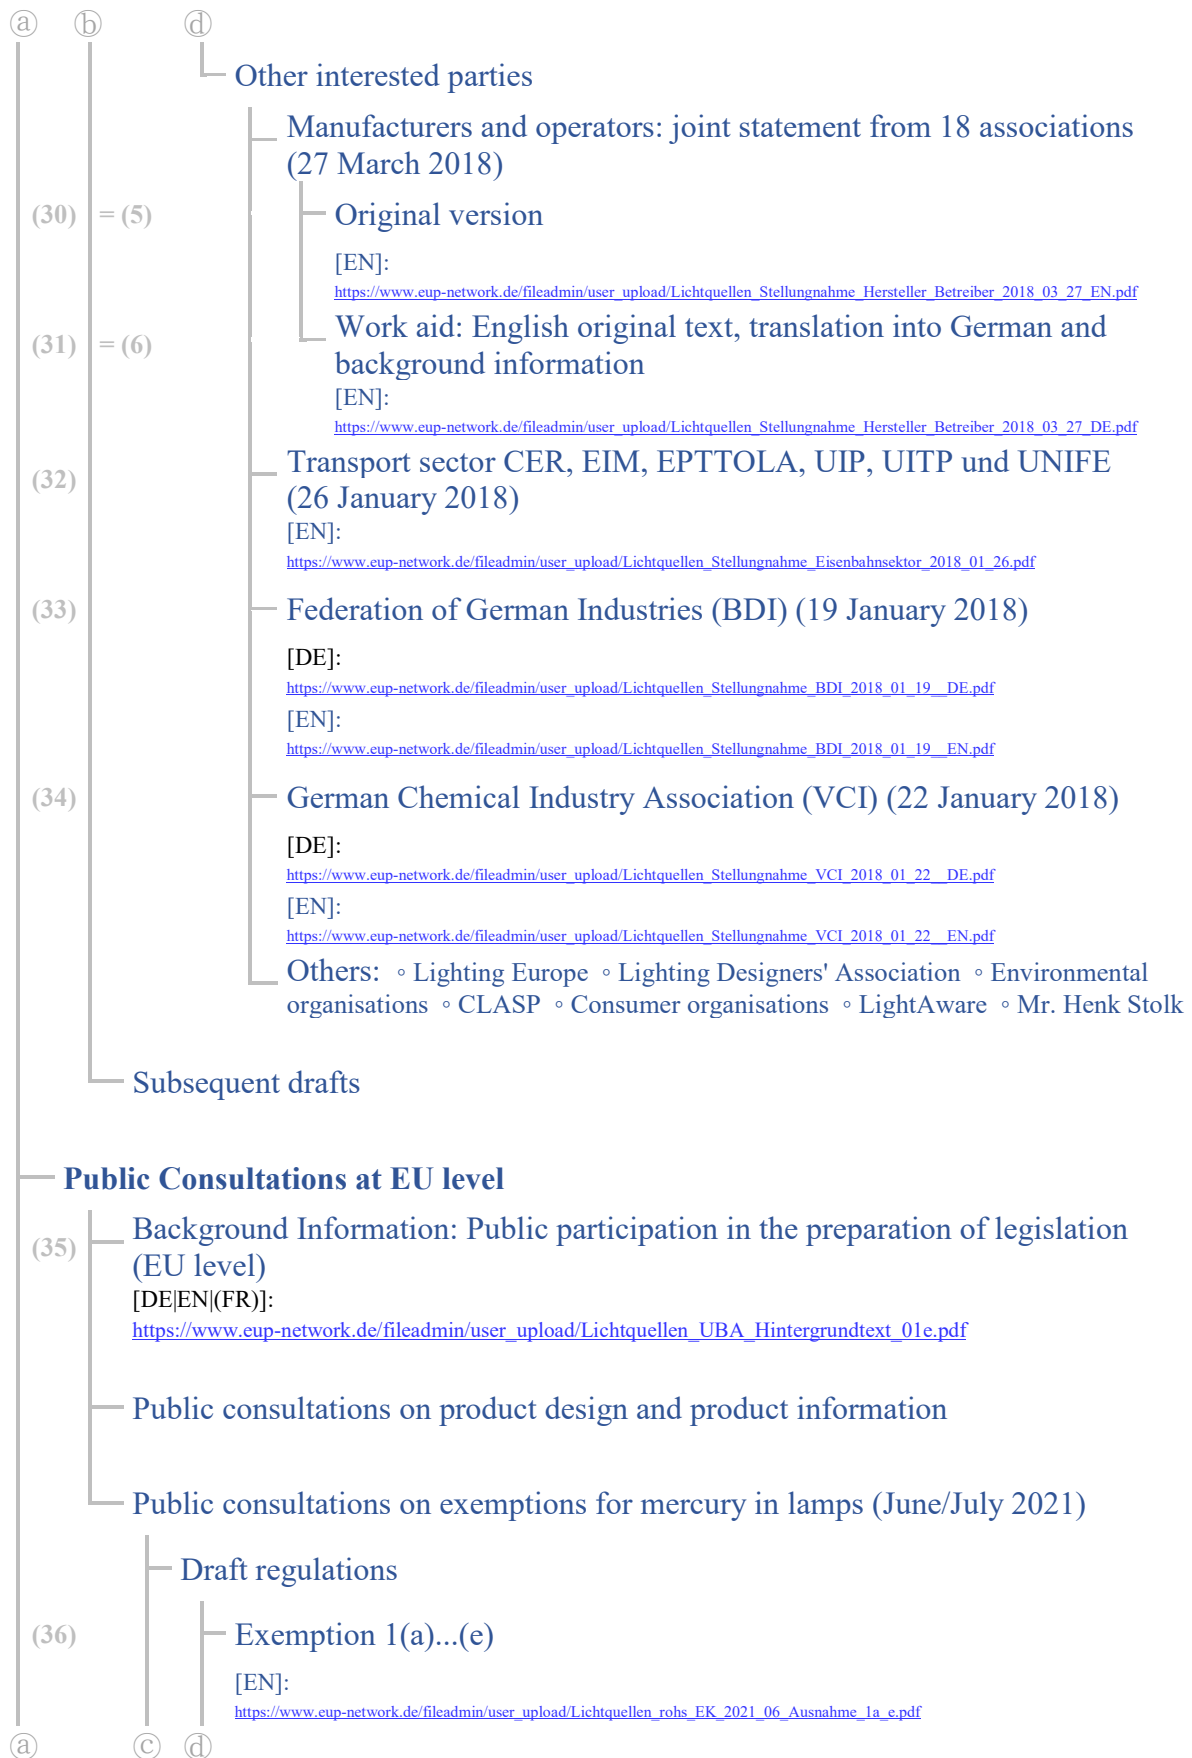 ⓐ ⓑ ⓓ
Other interested parties
Manufacturers and operators: joint statement from 18 associations
(27 March 2018)
(30) = (5) Original version
[EN]:
https://www.eup-network.de/fileadmin/user_upload/Lichtquellen_Stellungnahme_Hersteller_Betreiber_2018_03_27_EN.pdf
(31) = (6) Work aid: English original text, translation into German and
background information
[EN]:
https://www.eup-network.de/fileadmin/user_upload/Lichtquellen_Stellungnahme_Hersteller_Betreiber_2018_03_27_DE.pdf
(32) Transport sector CER, EIM, EPTTOLA, UIP, UITP und UNIFE
(26 January 2018)
[EN]:
https://www.eup-network.de/fileadmin/user_upload/Lichtquellen_Stellungnahme_Eisenbahnsektor_2018_01_26.pdf
(33) Federation of German Industries (BDI) (19 January 2018)
[DE]:
https://www.eup-network.de/fileadmin/user_upload/Lichtquellen_Stellungnahme_BDI_2018_01_19__DE.pdf
[EN]:
https://www.eup-network.de/fileadmin/user_upload/Lichtquellen_Stellungnahme_BDI_2018_01_19__EN.pdf
(34) German Chemical Industry Association (VCI) (22 January 2018)
[DE]:
https://www.eup-network.de/fileadmin/user_upload/Lichtquellen_Stellungnahme_VCI_2018_01_22__DE.pdf
[EN]:
https://www.eup-network.de/fileadmin/user_upload/Lichtquellen_Stellungnahme_VCI_2018_01_22__EN.pdf
Others: ◦ Lighting Europe ◦ Lighting Designers' Association ◦ Environmental
organisations ◦ CLASP ◦ Consumer organisations ◦ LightAware ◦ Mr. Henk Stolk
Subsequent drafts
Public Consultations at EU level
(35) Background Information: Public participation in the preparation of legislation
(EU level)
[DE|EN|(FR)]:
https://www.eup-network.de/fileadmin/user_upload/Lichtquellen_UBA_Hintergrundtext_01e.pdf
Public consultations on product design and product information
Public consultations on exemptions for mercury in lamps (June/July 2021)
Draft regulations
(36) Exemption 1(a)...(e)
[EN]:
https://www.eup-network.de/fileadmin/user_upload/Lichtquellen_rohs_EK_2021_06_Ausnahme_1a_e.pdf
ⓐ ⓒ ⓓ